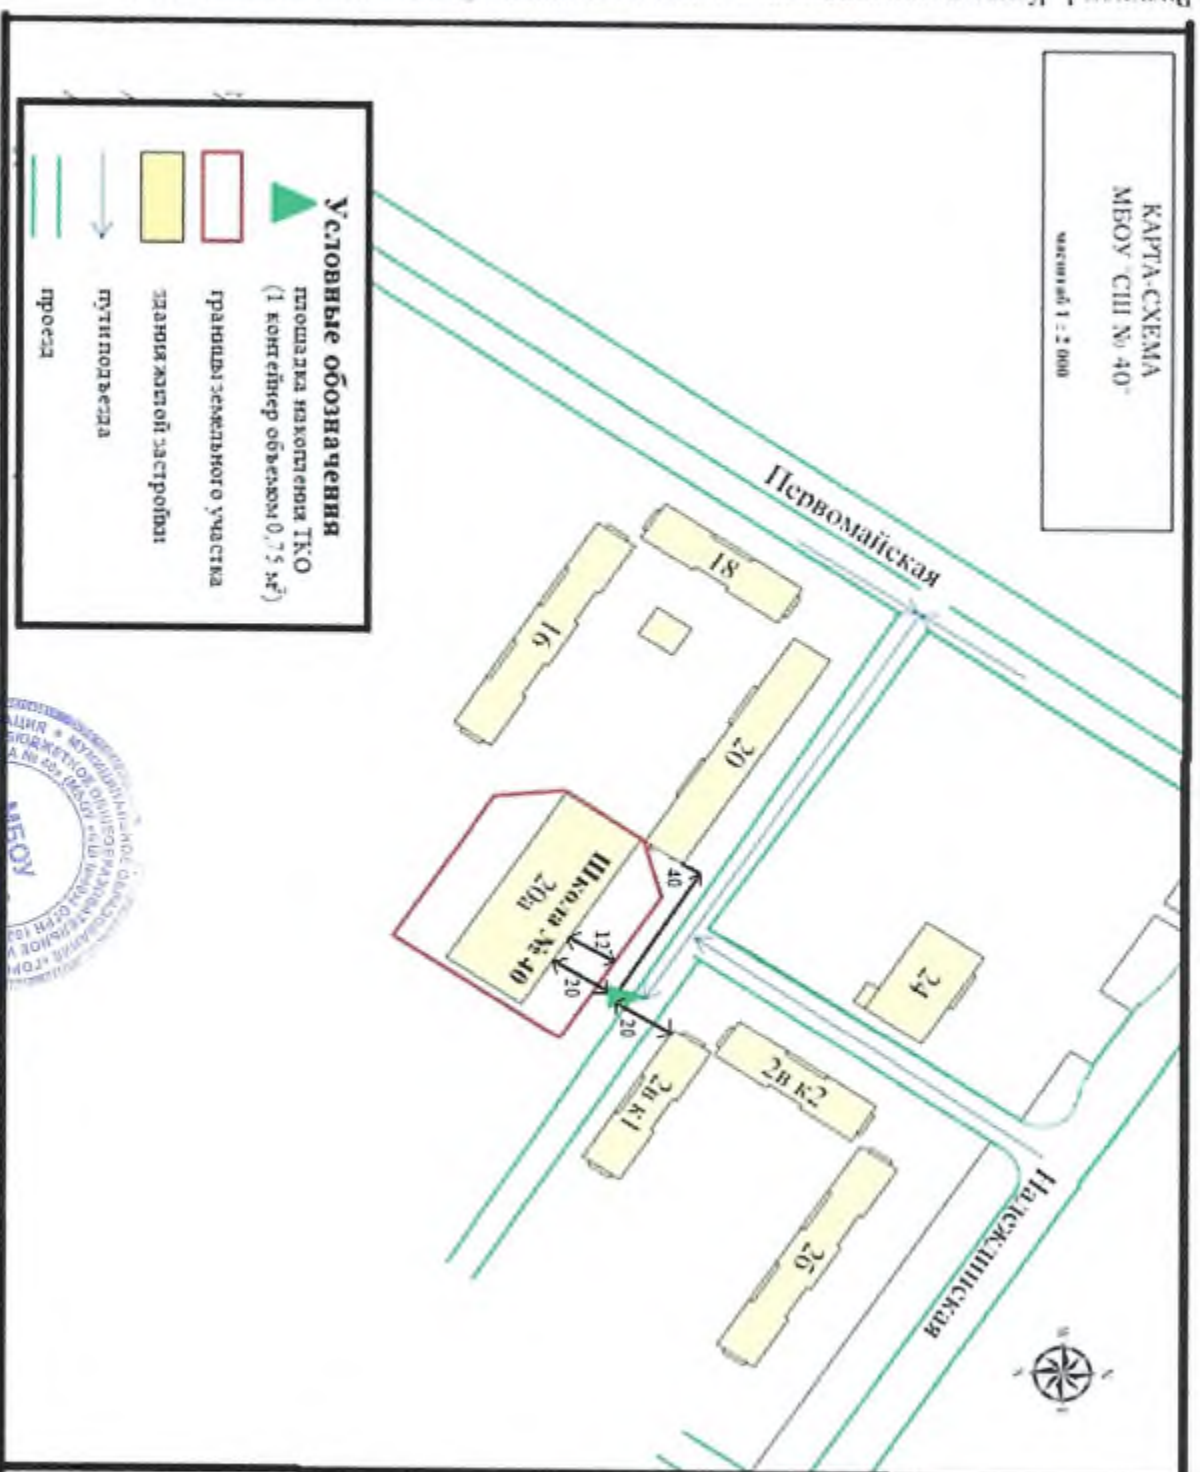 КАРТА-СХЕМА
МБОУ "СШ № 40"
масштаб 1 : 2 000
Первомайская
Надеждинская
18
16
20
24
2в к2
2в к1
2б
Школа № 40
20а
40
12
20
20
Условные обозначения
площадка накопления ТКО
(1 контейнер объемом 0,75 м³)
границы земельного участка
здания жилой застройки
пути подъезда
проезд
МБОУ